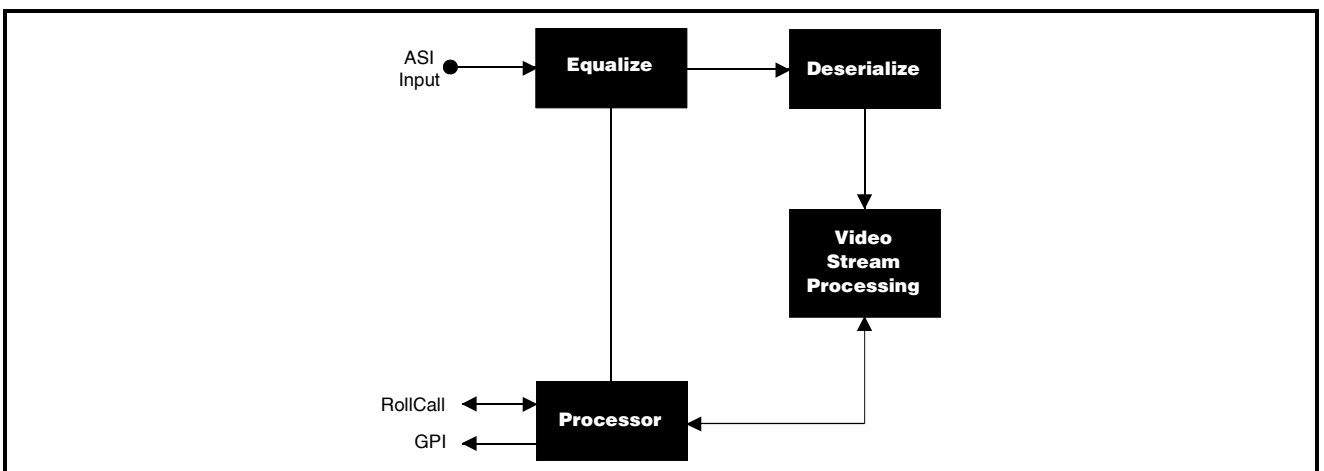 ASI
Input
Equalize
Deserialize
Video
Stream
Processing
RollCall
GPI
Processor